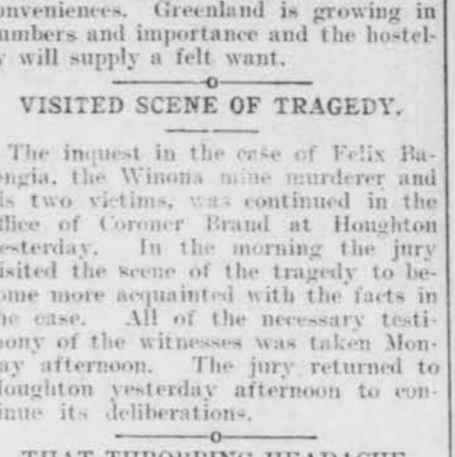 onveniences. Greenland is growing in
umbers and importance and the hostel-
y will supply a felt want.
VISITED SCENE OF TRAGEDY.
The inquest in the case of Felix Ba-
engia, the Winona mine murderer and
is two victims, was continued in the
ffice of Coroner Brand at Houghton
esterday. In the morning the jury
isited the scene of the tragedy to be-
ome more acquainted with the facts in
he case. All of the necessary testi-
mony of the witnesses was taken Mon-
ay afternoon. The jury returned to
Houghton yesterday afternoon to con-
inue its deliberations.
THAT THROBBING HEADACHE